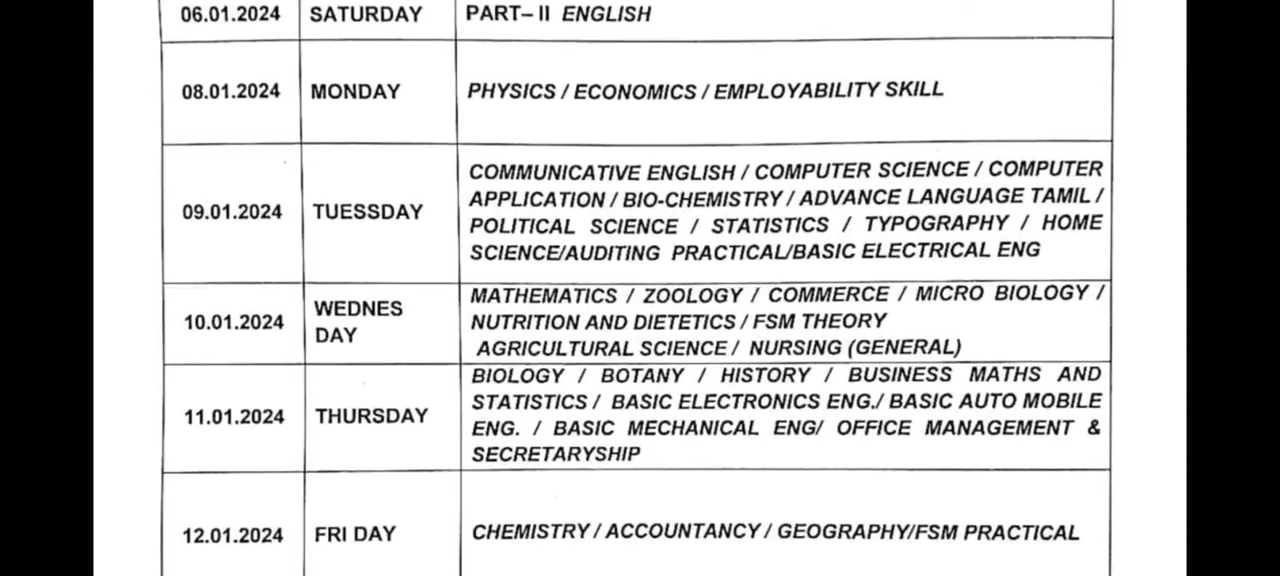 06.01.2024 SATURDAY PART– II ENGLISH
08.01.2024 MONDAY PHYSICS / ECONOMICS / EMPLOYABILITY SKILL
COMMUNICATIVE ENGLISH / COMPUTER SCIENCE / COMPUTER
APPLICATION / BIO-CHEMISTRY / ADVANCE LANGUAGE TAMIL /
09.01.2024 TUESSDAY
POLITICAL SCIENCE / STATISTICS / TYPOGRAPHY / HOME
SCIENCE/AUDITING PRACTICAL/BASIC ELECTRICAL ENG
MATHEMATICS / ZOOLOGY / COMMERCE / MICRO BIOLOGY /
WEDNES
10.01.2024 NUTRITION AND DIETETICS / FSM THEORY
DAY
AGRICULTURAL SCIENCE / NURSING (GENERAL)
BIOLOGY / BOTANY / HISTORY / BUSINESS MATHS AND
STATISTICS / BASIC ELECTRONICS ENG./ BASIC AUTO MOBILE
11.01.2024 THURSDAY
ENG. / BASIC MECHANICAL ENG/ OFFICE MANAGEMENT &
SECRETARYSHIP
12.01.2024 FRI DAY CHEMISTRY / ACCOUNTANCY / GEOGRAPHY/FSM PRACTICAL